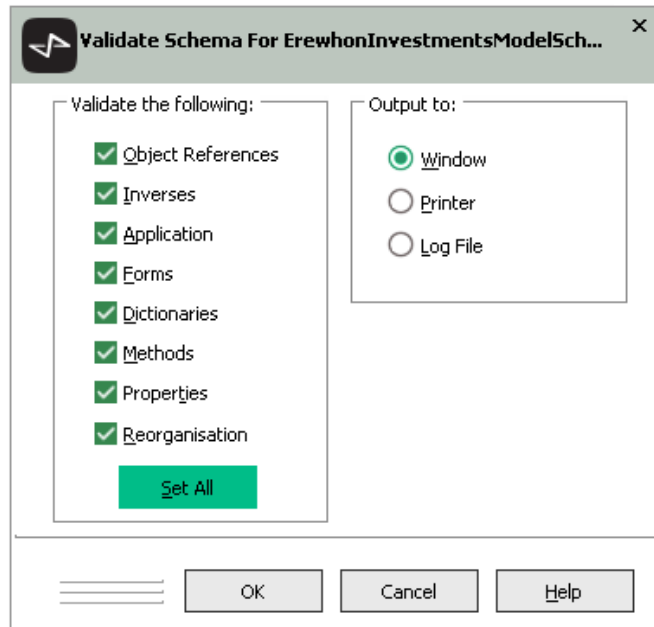 Validate Schema For ErewhonInvestmentsModelSch...
×
Validate the following:
Object References
Inverses
Application
Forms
Dictionaries
Methods
Properties
Reorganisation
Set All
Output to:
Window
Printer
Log File
OK
Cancel
Help